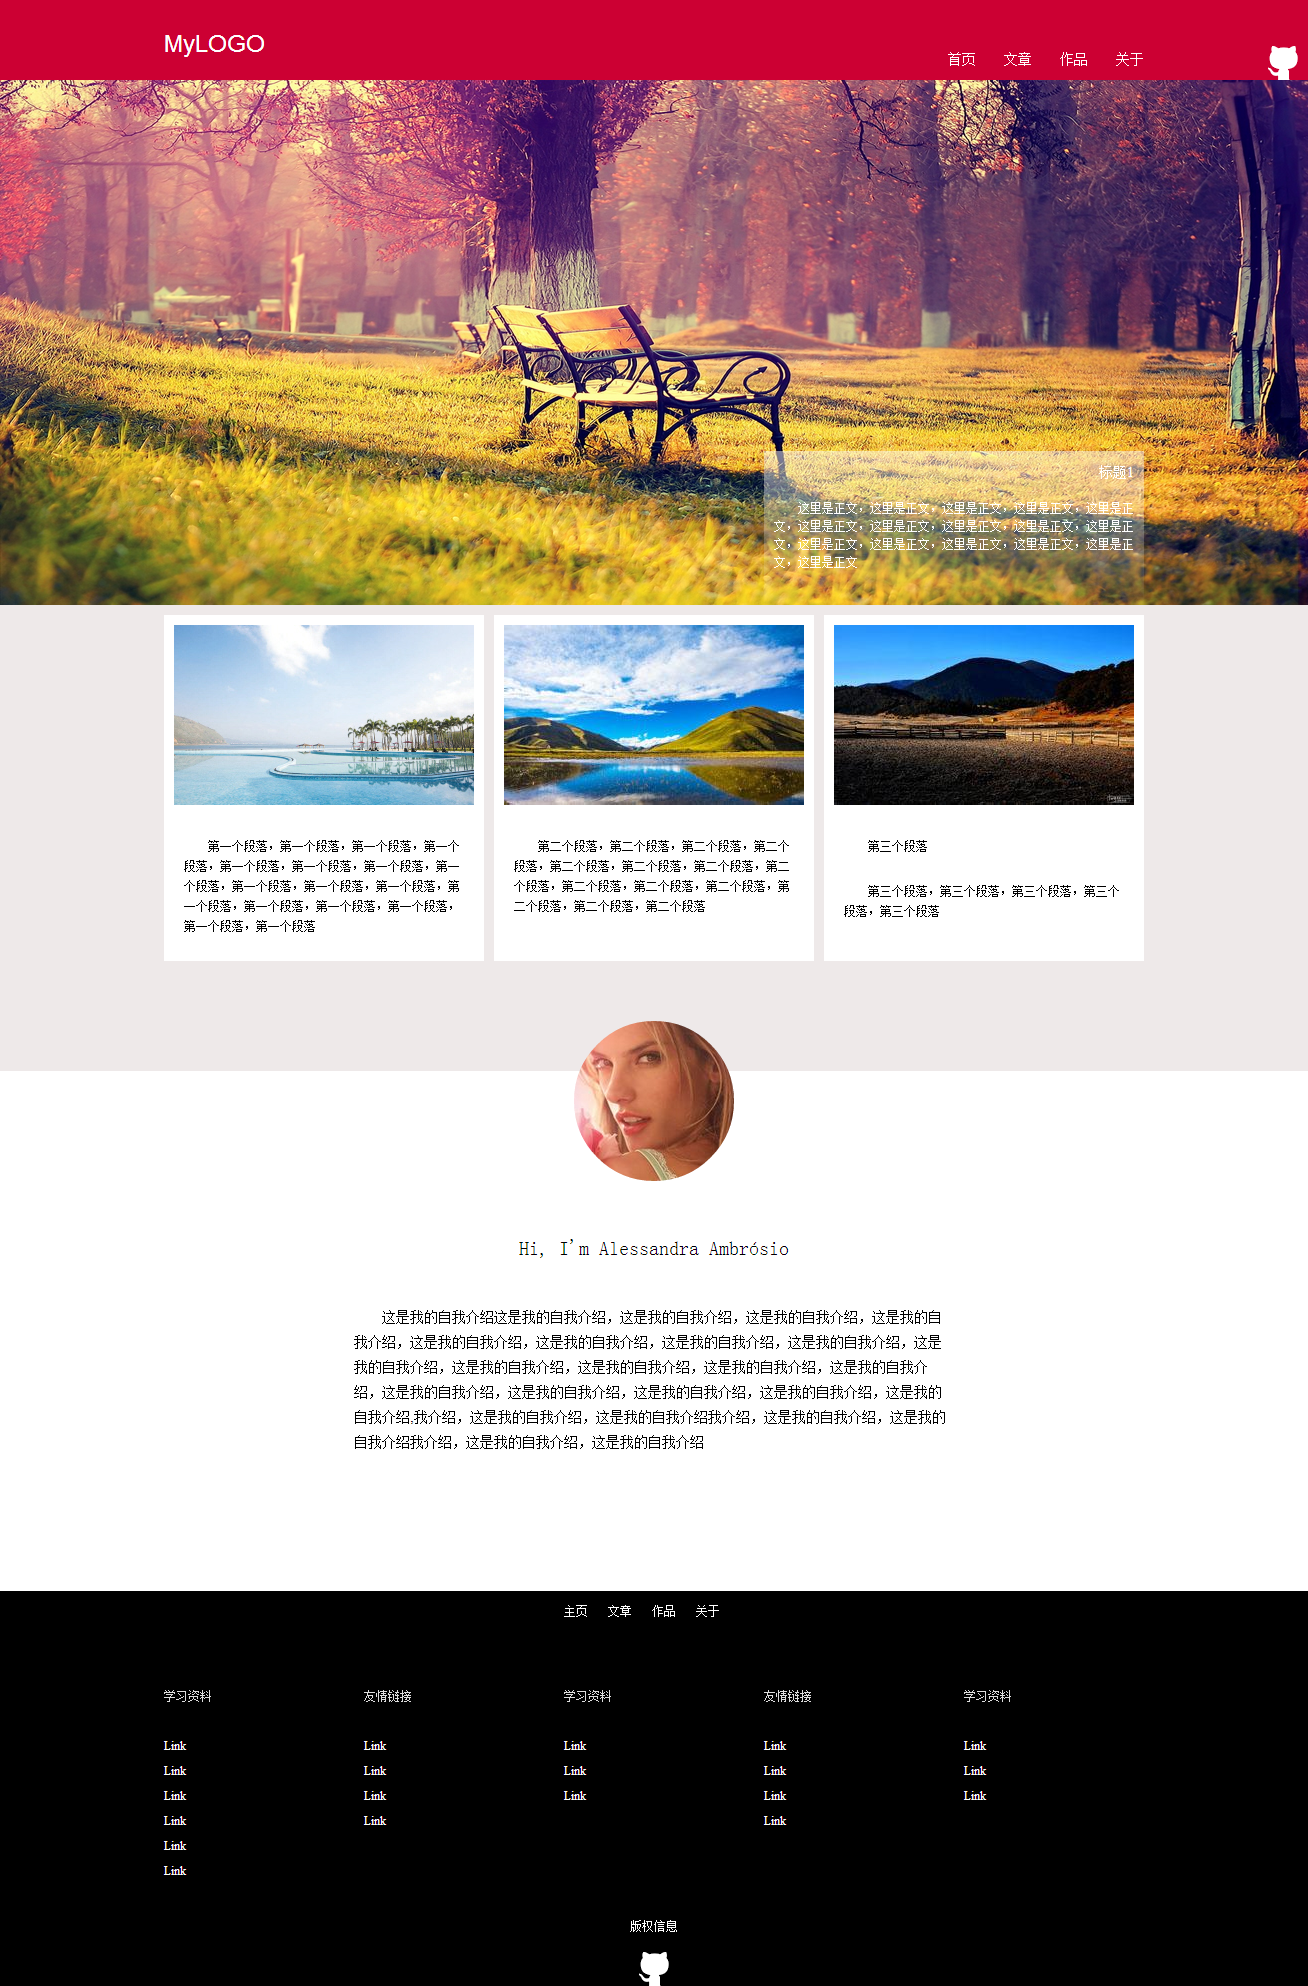 MyLOGO
首页 文章 作品 关于
标题1
这里是正文，这里是正文，这里是正文，这里是正文，这里是正
文，这里是正文，这里是正文，这里是正文，这里是正文，这里是正
文，这里是正文，这里是正文，这里是正文，这里是正文，这里是正
文，这里是正文
第一个段落，第一个段落，第一个段落，第一个
段落，第一个段落，第一个段落，第一个段落，第一
个段落，第一个段落，第一个段落，第一个段落，第
一个段落，第一个段落，第一个段落，第一个段落，
第一个段落，第一个段落
第二个段落，第二个段落，第二个段落，第二个
段落，第二个段落，第二个段落，第二个段落，第二
个段落，第二个段落，第二个段落，第二个段落，第
二个段落，第二个段落，第二个段落
第三个段落
第三个段落，第三个段落，第三个段落，第三个
段落，第三个段落
Hi, I'm Alessandra Ambrósio
这是我的自我介绍这是我的自我介绍，这是我的自我介绍，这是我的自我介绍，这是我的自
我介绍，这是我的自我介绍，这是我的自我介绍，这是我的自我介绍，这是我的自我介绍，这是
我的自我介绍，这是我的自我介绍，这是我的自我介绍，这是我的自我介绍，这是我的自我介
绍，这是我的自我介绍，这是我的自我介绍，这是我的自我介绍，这是我的自我介绍，这是我的
自我介绍,我介绍，这是我的自我介绍，这是我的自我介绍我介绍，这是我的自我介绍，这是我的
自我介绍我介绍，这是我的自我介绍，这是我的自我介绍
主页 文章 作品 关于
学习资料 友情链接 学习资料 友情链接 学习资料
Link Link Link Link Link
Link Link Link Link Link
Link Link Link Link Link
Link Link Link
Link
Link
版权信息